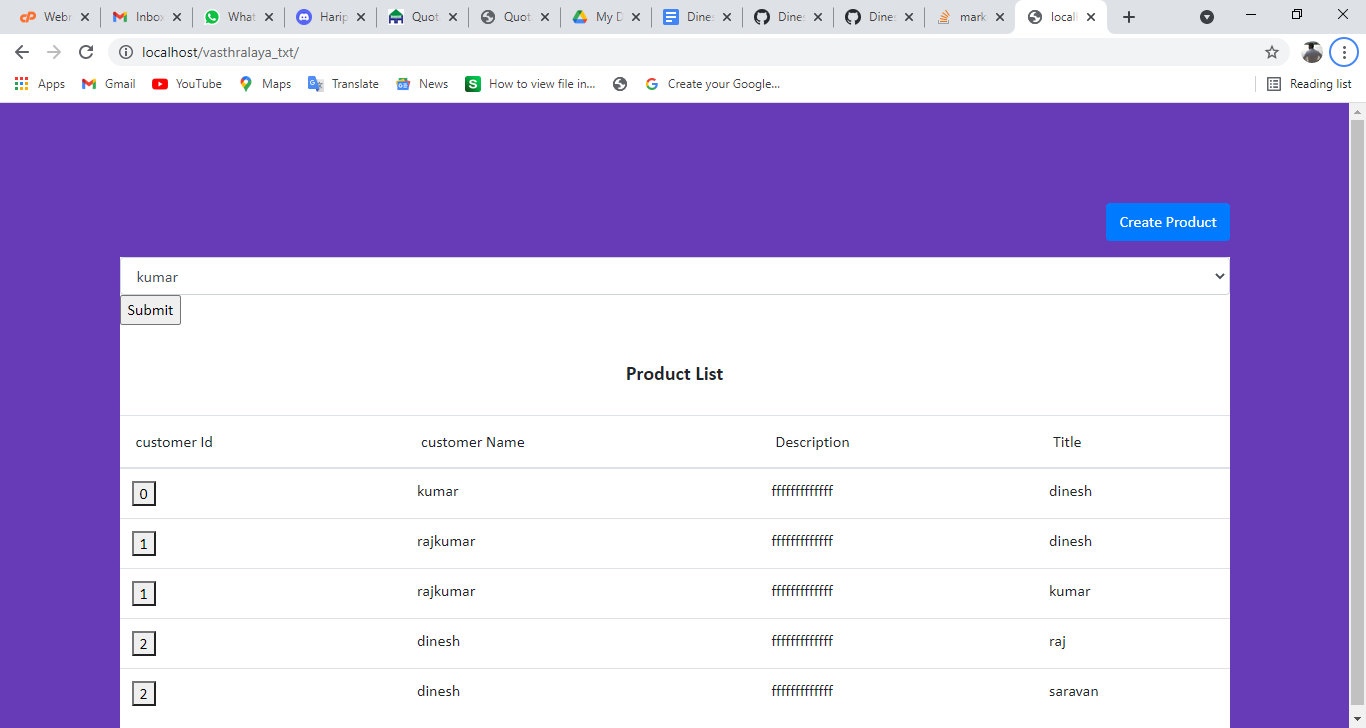 Webr Inbo What Harip Quot Quot My D Dine Dine Dine mark local
localhost/vasthralaya_txt/
Apps Gmail YouTube Maps Translate News S How to view file in... Create your Google... Reading list
Create Product
kumar
Submit
Product List
customer Id customer Name Description Title
0 kumar fffffffffffff dinesh
1 rajkumar fffffffffffff dinesh
1 rajkumar fffffffffffff kumar
2 dinesh fffffffffffff raj
2 dinesh fffffffffffff saravan